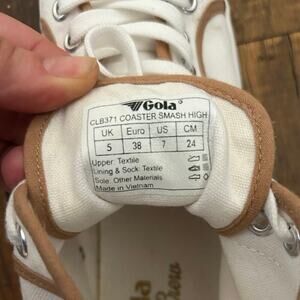 Gola
CLB371 COASTER SMASH HIGH
UK Euro US CM
5 38 7 24
Upper: Textile
Lining & Sock: Textile
Sole: Other Materials
Made in Vietnam
Gola